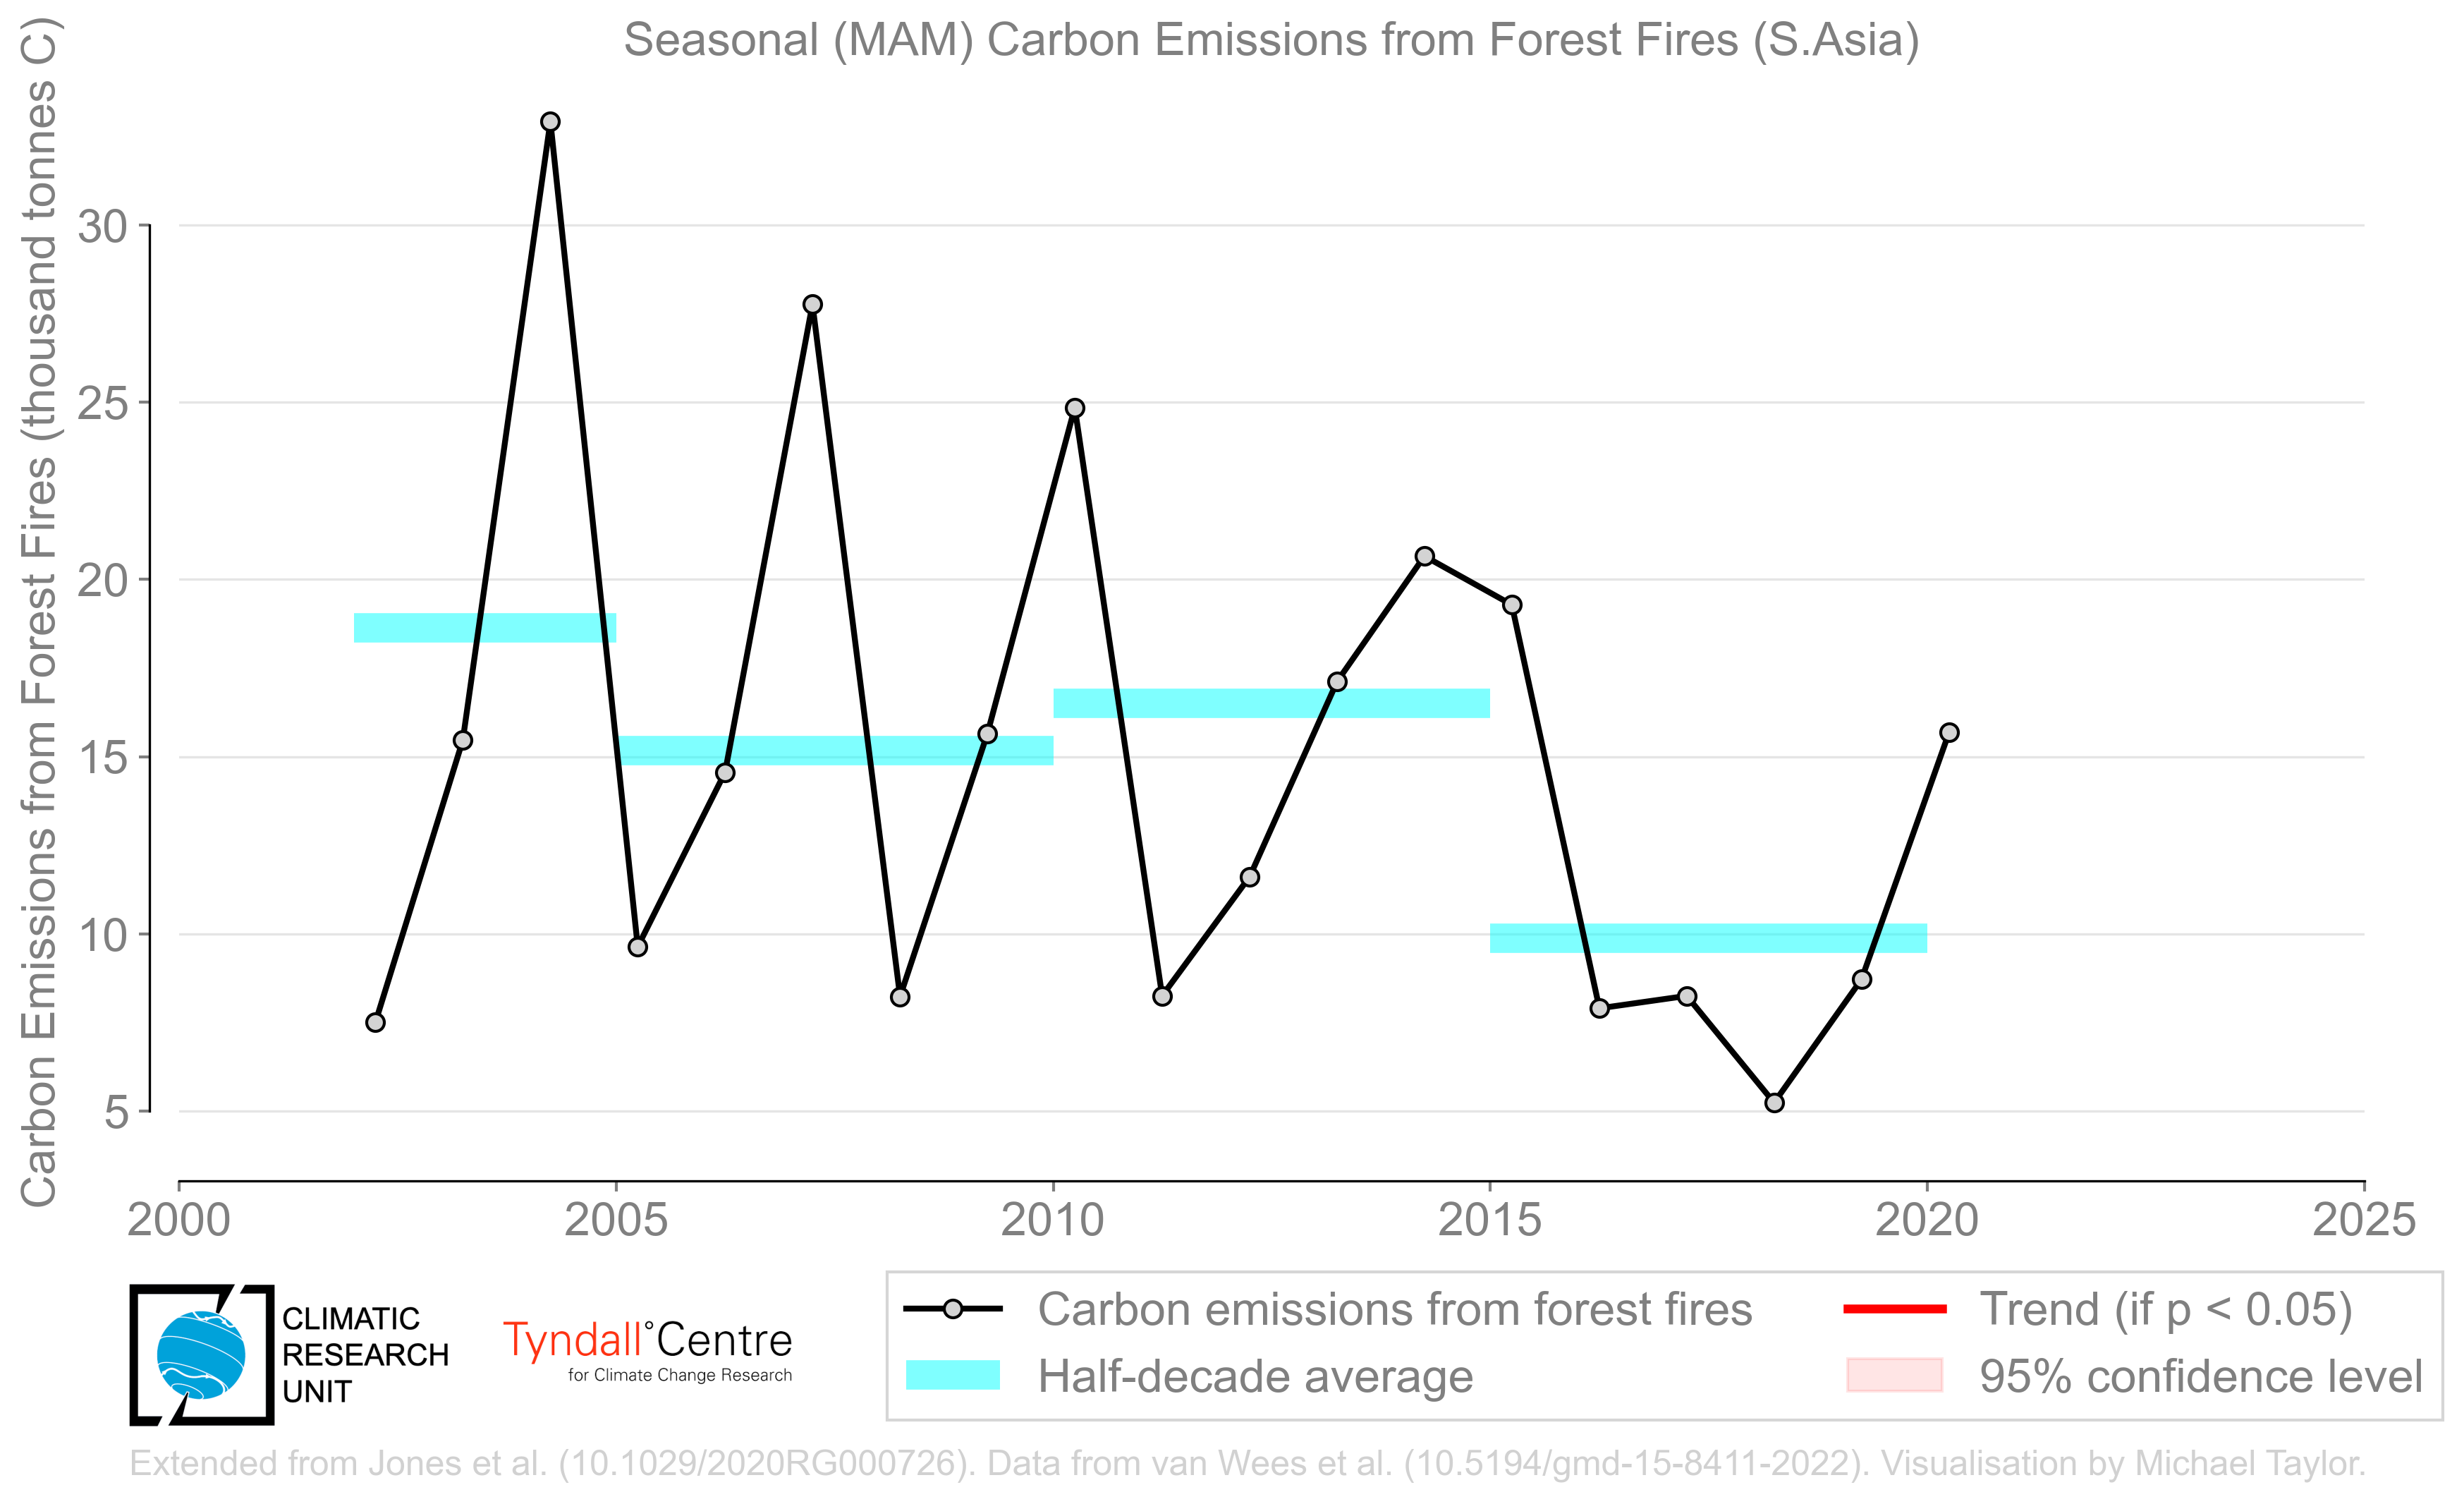 Seasonal (MAM) Carbon Emissions from Forest Fires (S.Asia)
Carbon Emissions from Forest Fires (thousand tonnes C)
30
25
20
15
10
5
2000 2005 2010 2015 2020 2025
CLIMATIC
RESEARCH
UNIT
Tyndall°Centre
for Climate Change Research
Carbon emissions from forest fires
Half-decade average
Trend (if p < 0.05)
95% confidence level
Extended from Jones et al. (10.1029/2020RG000726). Data from van Wees et al. (10.5194/gmd-15-8411-2022). Visualisation by Michael Taylor.